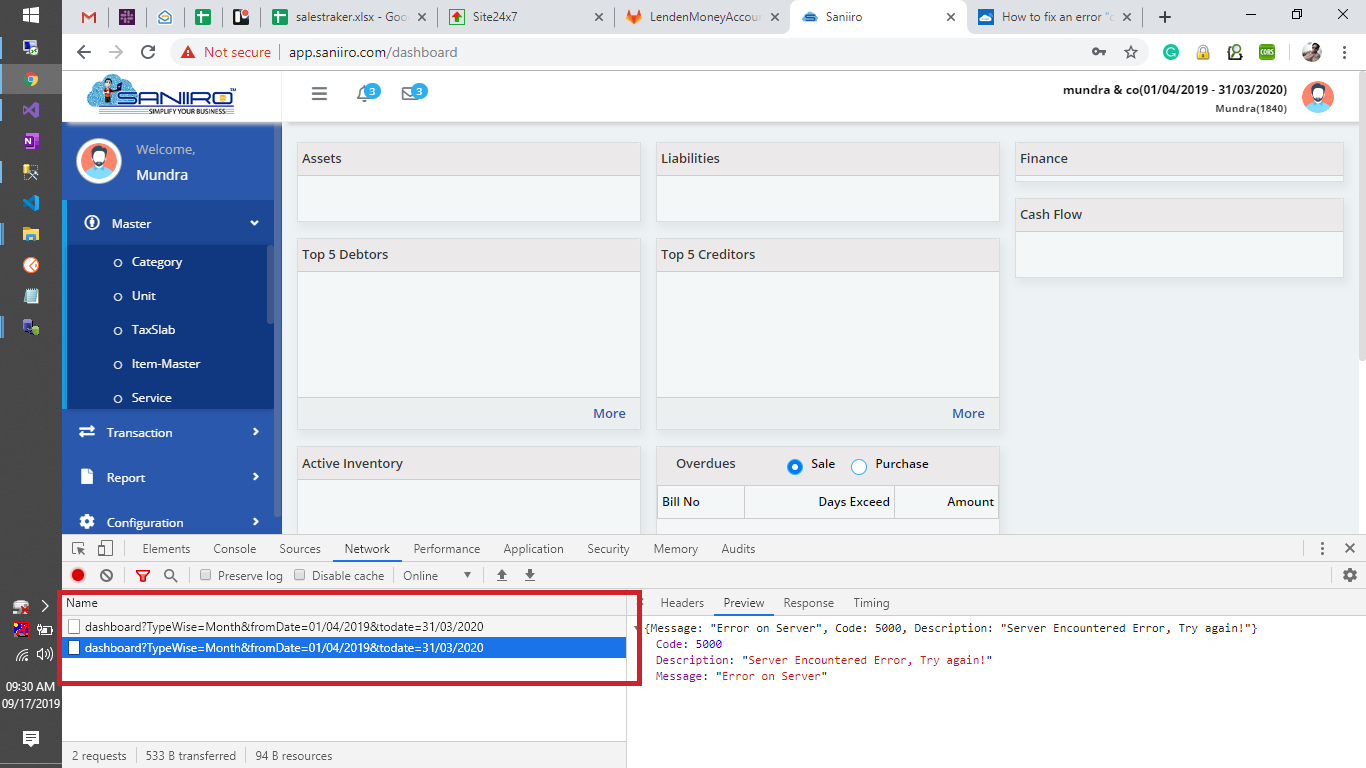 salestraker.xlsx - Goo
Site24x7
LendenMoneyAccoun
Saniiro
How to fix an error "c
Not secure
app.saniiro.com/dashboard
CORS
SANIIRO
TM
SIMPLIFY YOUR BUSINESS
3
3
mundra & co(01/04/2019 - 31/03/2020)
Mundra(1840)
Welcome,
Mundra
Master
Category
Unit
TaxSlab
Item-Master
Service
Transaction
Report
Configuration
Assets
Liabilities
Finance
Cash Flow
Top 5 Debtors
Top 5 Creditors
More
More
Active Inventory
Overdues
Sale
Purchase
Bill No
Days Exceed
Amount
Elements
Console
Sources
Network
Performance
Application
Security
Memory
Audits
Preserve log
Disable cache
Online
Name
dashboard?TypeWise=Month&fromDate=01/04/2019&todate=31/03/2020
dashboard?TypeWise=Month&fromDate=01/04/2019&todate=31/03/2020
Headers
Preview
Response
Timing
{Message: "Error on Server", Code: 5000, Description: "Server Encountered Error, Try again!"}
Code: 5000
Description: "Server Encountered Error, Try again!"
Message: "Error on Server"
2 requests
533 B transferred
94 B resources
09:30 AM
09/17/2019